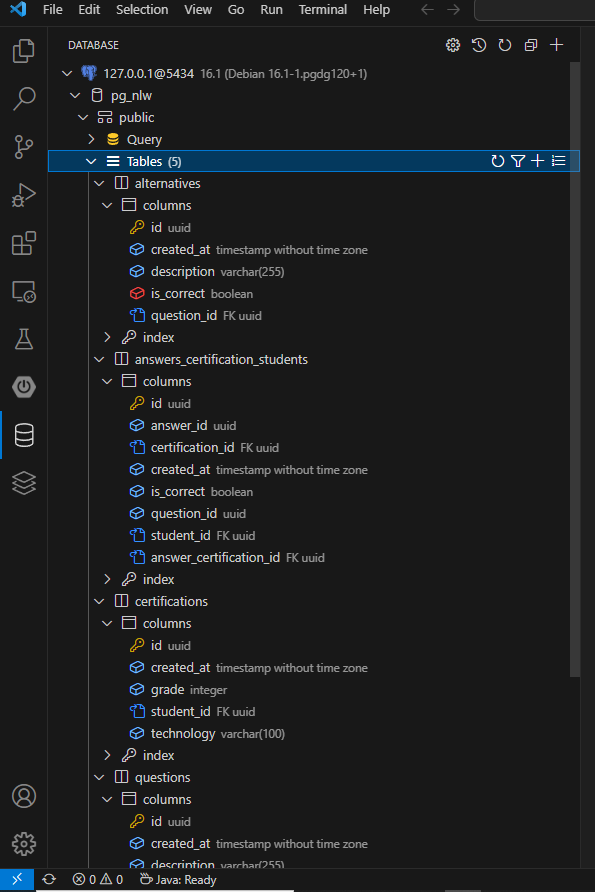 File Edit Selection View Go Run Terminal Help
DATABASE
127.0.0.1@5434 16.1 (Debian 16.1-1.pgdg120+1)
pg_nlw
public
Query
Tables (5)
alternatives
columns
id uuid
created_at timestamp without time zone
description varchar(255)
is_correct boolean
question_id FK uuid
index
answers_certification_students
columns
id uuid
answer_id uuid
certification_id FK uuid
created_at timestamp without time zone
is_correct boolean
question_id uuid
student_id FK uuid
answer_certification_id FK uuid
index
certifications
columns
id uuid
created_at timestamp without time zone
grade integer
student_id FK uuid
technology varchar(100)
index
questions
columns
id uuid
created_at timestamp without time zone
description varchar(255)
0 0 Java: Ready